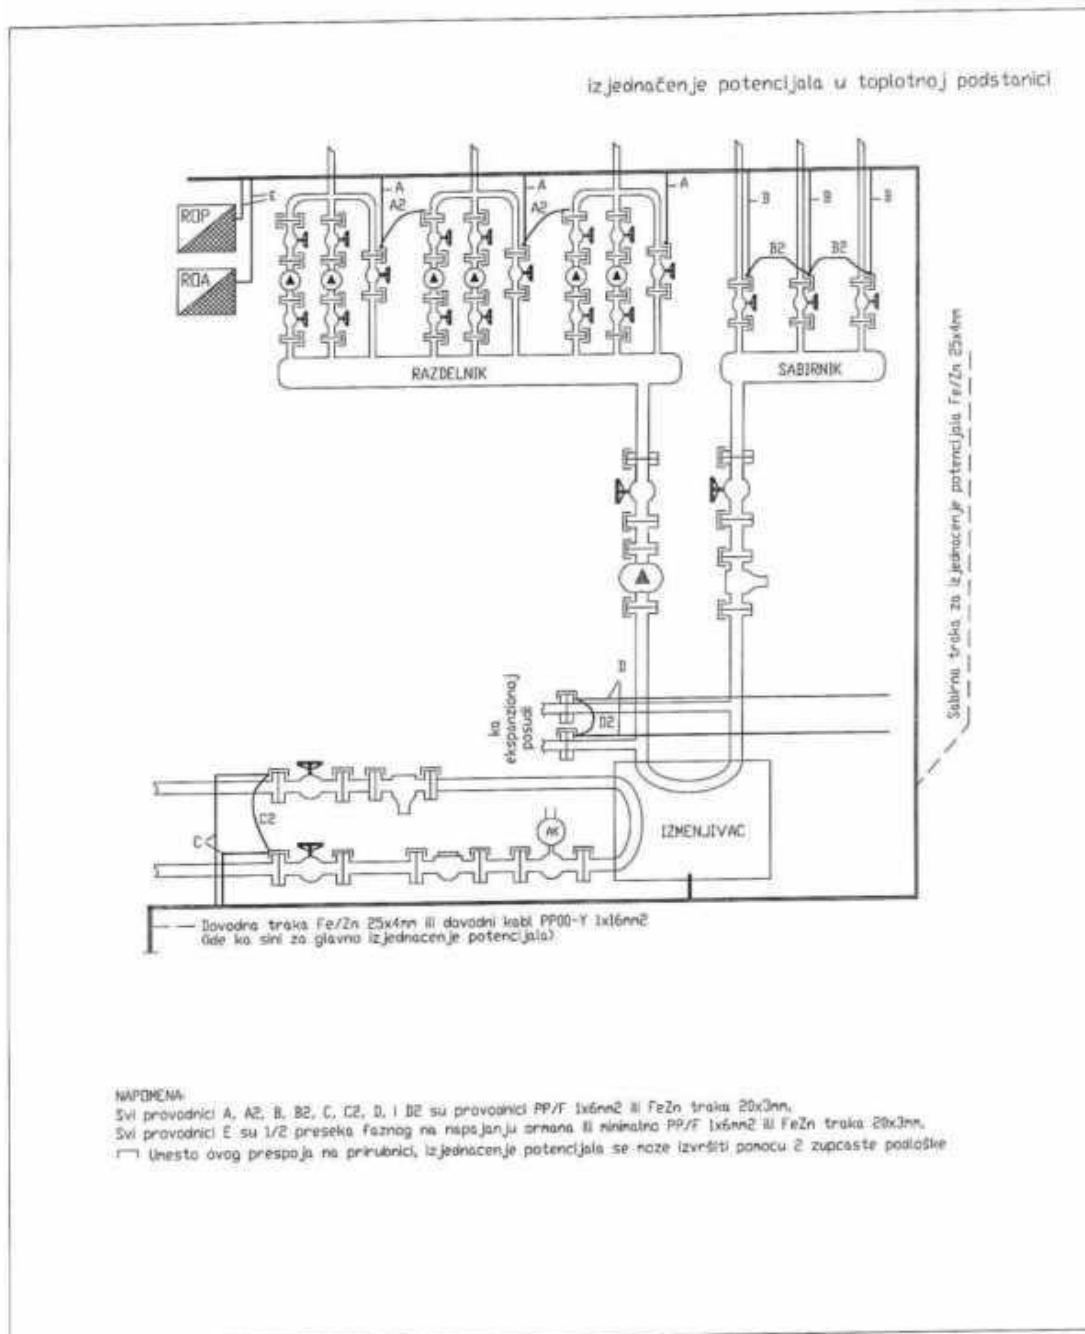 izjednačenje potencijala u toplotnoj podstanici
ROP
E
ROA
A
A2
A
A2
A
B
B
B
B2
B2
RAZDELNIK
SABIRNIK
Sabirna traka za izjednacenje potencijala Fe/Zn 25x4mm
D
D2
ka
ekspanzionoj
posudi
C2
C
AK
IZMENJIVAC
Dovodna traka Fe/Zn 25x4mm ili dovodni kabl PP00-Y 1x16mm2
(ide ka sini za glavno izjednacenje potencijala)
NAPOMENA:
Svi provodnici A, A2, B, B2, C, C2, D, I D2 su provodnici PP/F 1x6mm2 ili FeZn traka 20x3mm.
Svi provodnici E su 1/2 preseka faznog na napajanju ormana ili minimalno PP/F 1x6mm2 ili FeZn traka 20x3mm.
Umesto ovog prespoja na prirubnici, izjednacenje potencijala se moze izvršiti pomocu 2 zupcaste podloške